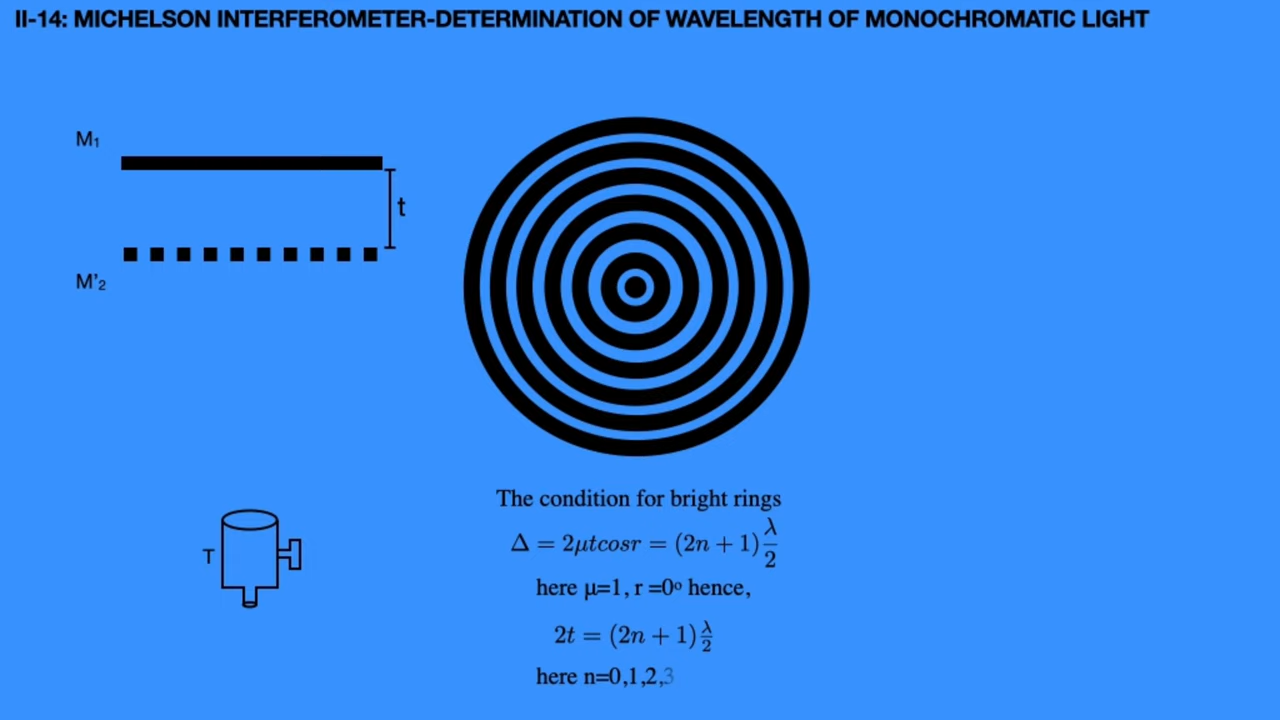 II-14: MICHELSON INTERFEROMETER-DETERMINATION OF WAVELENGTH OF MONOCHROMATIC LIGHT
M₁
t
M'₂
The condition for bright rings
Δ = 2μtcosr = (2n + 1) λ/2
here μ=1, r =0º hence,
T
2t = (2n + 1) λ/2
here n=0,1,2,3